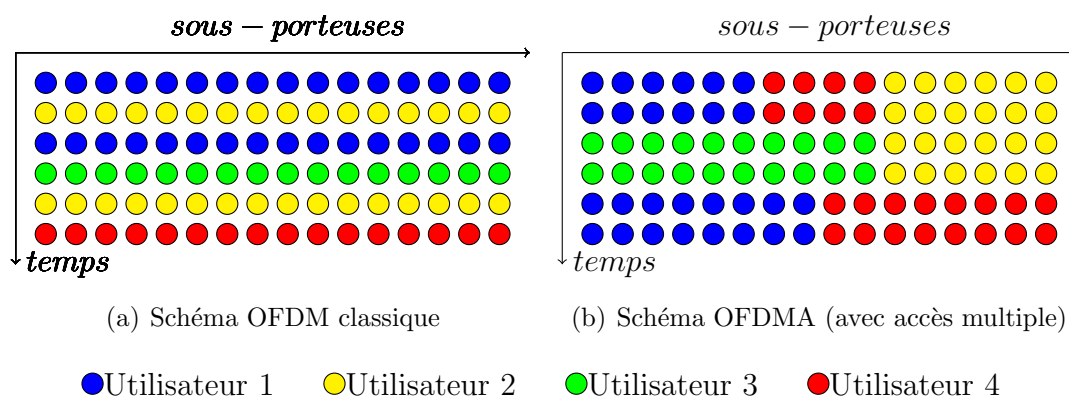 sous − porteuses
sous − porteuses
temps
temps
(a) Schéma OFDM classique
(b) Schéma OFDMA (avec accès multiple)
Utilisateur 1 Utilisateur 2 Utilisateur 3 Utilisateur 4